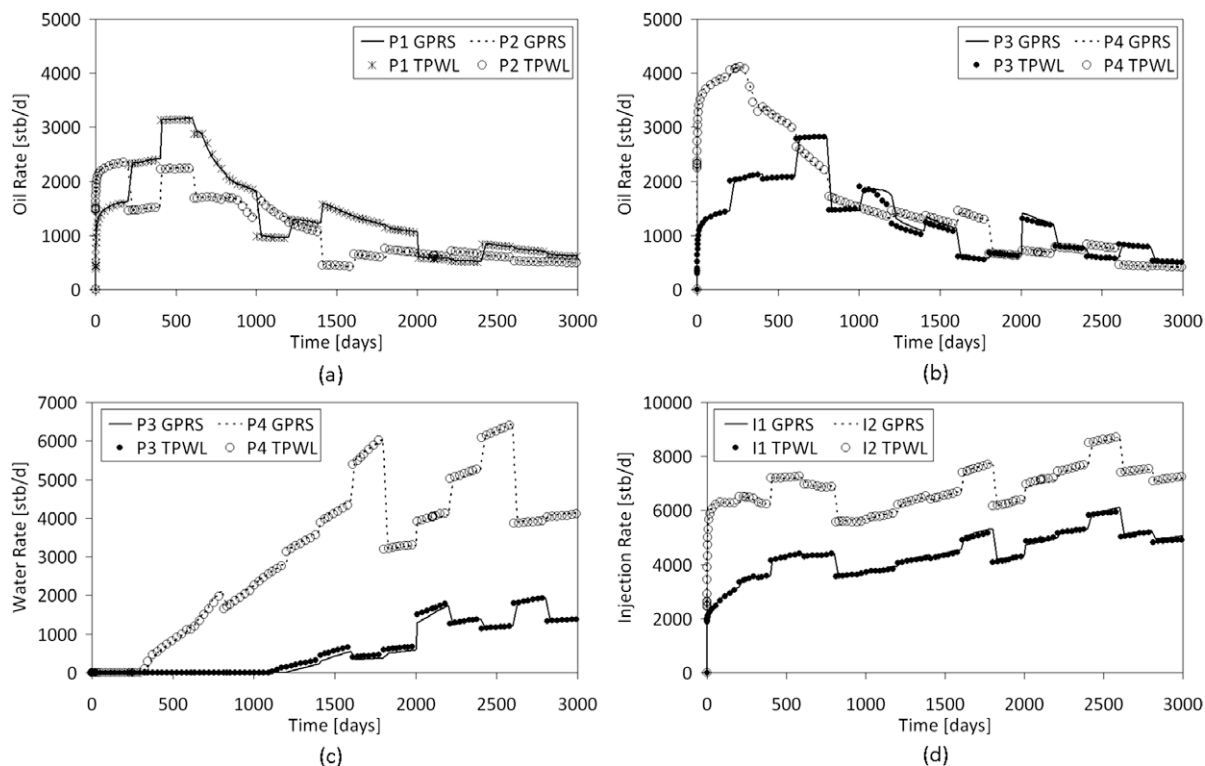 5000
4000
3000
2000
1000
0
Oil Rate [stb/d]
P1 GPRS P2 GPRS
P1 TPWL P2 TPWL
0 500 1000 1500 2000 2500 3000
Time [days]
(a)
5000
4000
3000
2000
1000
0
Oil Rate [stb/d]
P3 GPRS P4 GPRS
P3 TPWL P4 TPWL
0 500 1000 1500 2000 2500 3000
Time [days]
(b)
7000
6000
5000
4000
3000
2000
1000
0
Water Rate [stb/d]
P3 GPRS P4 GPRS
P3 TPWL P4 TPWL
0 500 1000 1500 2000 2500 3000
Time [days]
(c)
10000
8000
6000
4000
2000
0
Injection Rate [stb/d]
I1 GPRS I2 GPRS
I1 TPWL I2 TPWL
0 500 1000 1500 2000 2500 3000
Time [days]
(d)